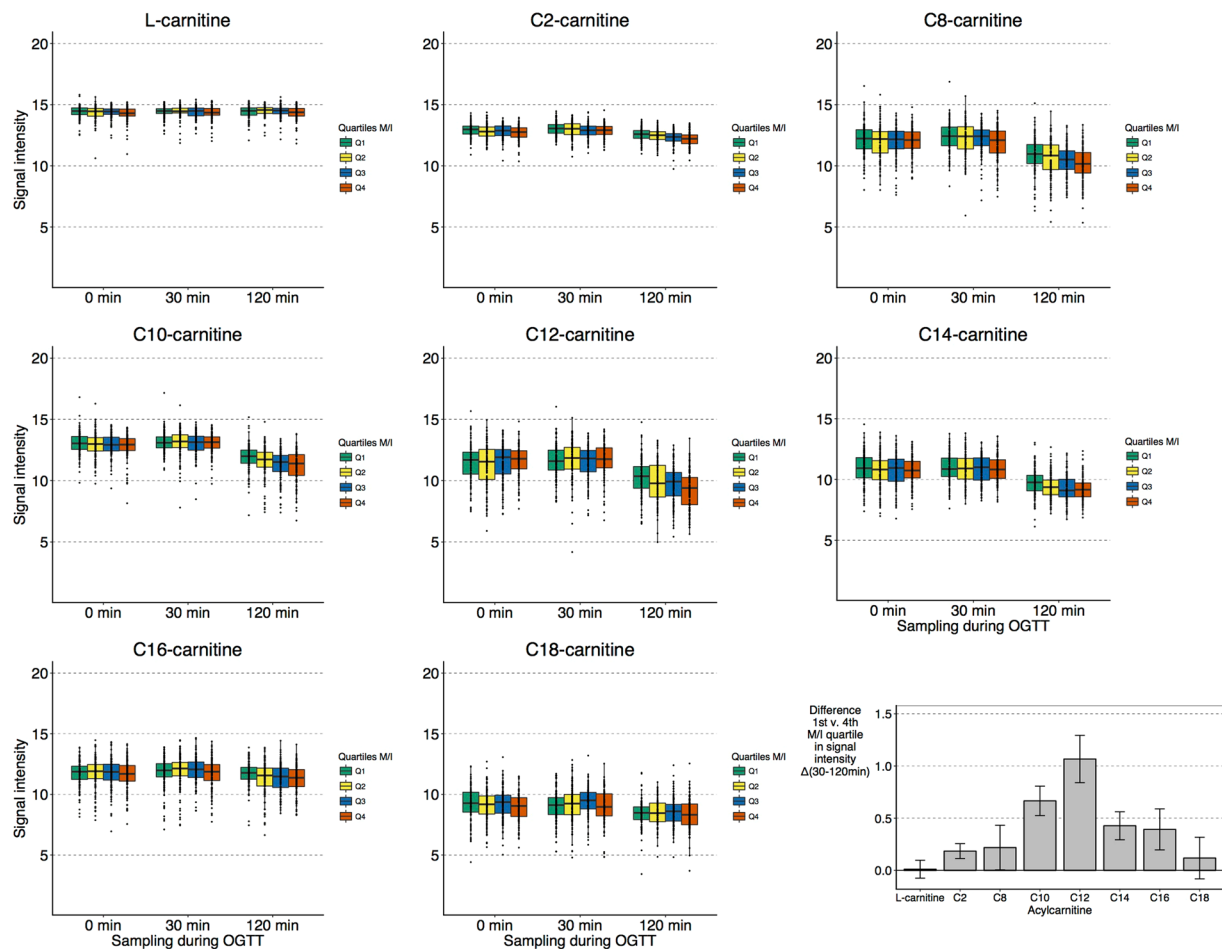 L-carnitine
20
15
10
5
Signal intensity
0 min 30 min 120 min
Quartiles M/I
Q1
Q2
Q3
Q4
C2-carnitine
20
15
10
5
0 min 30 min 120 min
Quartiles M/I
Q1
Q2
Q3
Q4
C8-carnitine
20
15
10
5
0 min 30 min 120 min
Quartiles M/I
Q1
Q2
Q3
Q4
C10-carnitine
20
15
10
5
Signal intensity
0 min 30 min 120 min
Quartiles M/I
Q1
Q2
Q3
Q4
C12-carnitine
20
15
10
5
0 min 30 min 120 min
Quartiles M/I
Q1
Q2
Q3
Q4
C14-carnitine
20
15
10
5
0 min 30 min 120 min
Sampling during OGTT
Quartiles M/I
Q1
Q2
Q3
Q4
C16-carnitine
20
15
10
5
Signal intensity
0 min 30 min 120 min
Sampling during OGTT
Quartiles M/I
Q1
Q2
Q3
Q4
C18-carnitine
20
15
10
5
0 min 30 min 120 min
Sampling during OGTT
Quartiles M/I
Q1
Q2
Q3
Q4
Difference
1st v. 4th
M/I quartile
in signal
intensity
Δ(30-120min)
1.5
1.0
0.5
0.0
L-carnitine C2 C8 C10 C12 C14 C16 C18
Acylcarnitine